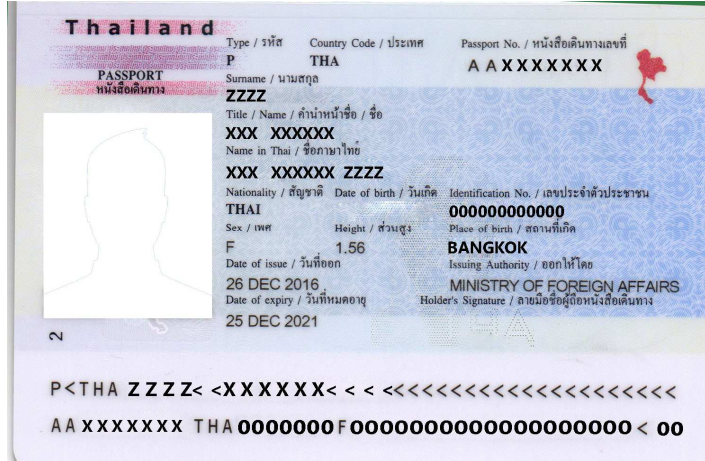 Thailand
PASSPORT
หนังสือเดินทาง
Type / รหัส Country Code / ประเทศ Passport No. / หนังสือเดินทางเลขที่
P THA A A X X X X X X X
Surname / นามสกุล
ZZZZ
Title / Name / คำนำหน้าชื่อ / ชื่อ
XXX XXXXXX
Name in Thai / ชื่อภาษาไทย
XXX XXXXXX ZZZZ
Nationality / สัญชาติ Date of birth / วันเกิด Identification No. / เลขประจำตัวประชาชน
THAI 000000000000
Sex / เพศ Height / ส่วนสูง Place of birth / สถานที่เกิด
F 1.56 BANGKOK
Date of issue / วันที่ออก Issuing Authority / ออกให้โดย
26 DEC 2016 MINISTRY OF FOREIGN AFFAIRS
Date of expiry / วันที่หมดอายุ Holder's Signature / ลายมือชื่อผู้ถือหนังสือเดินทาง
25 DEC 2021
2
P<THA ZZZZ< <XXXXXX< < < <<<<<<<<<<<<<<<<<<<<<
AA XXXXXXX THA0000000F0000000000000000000< 00